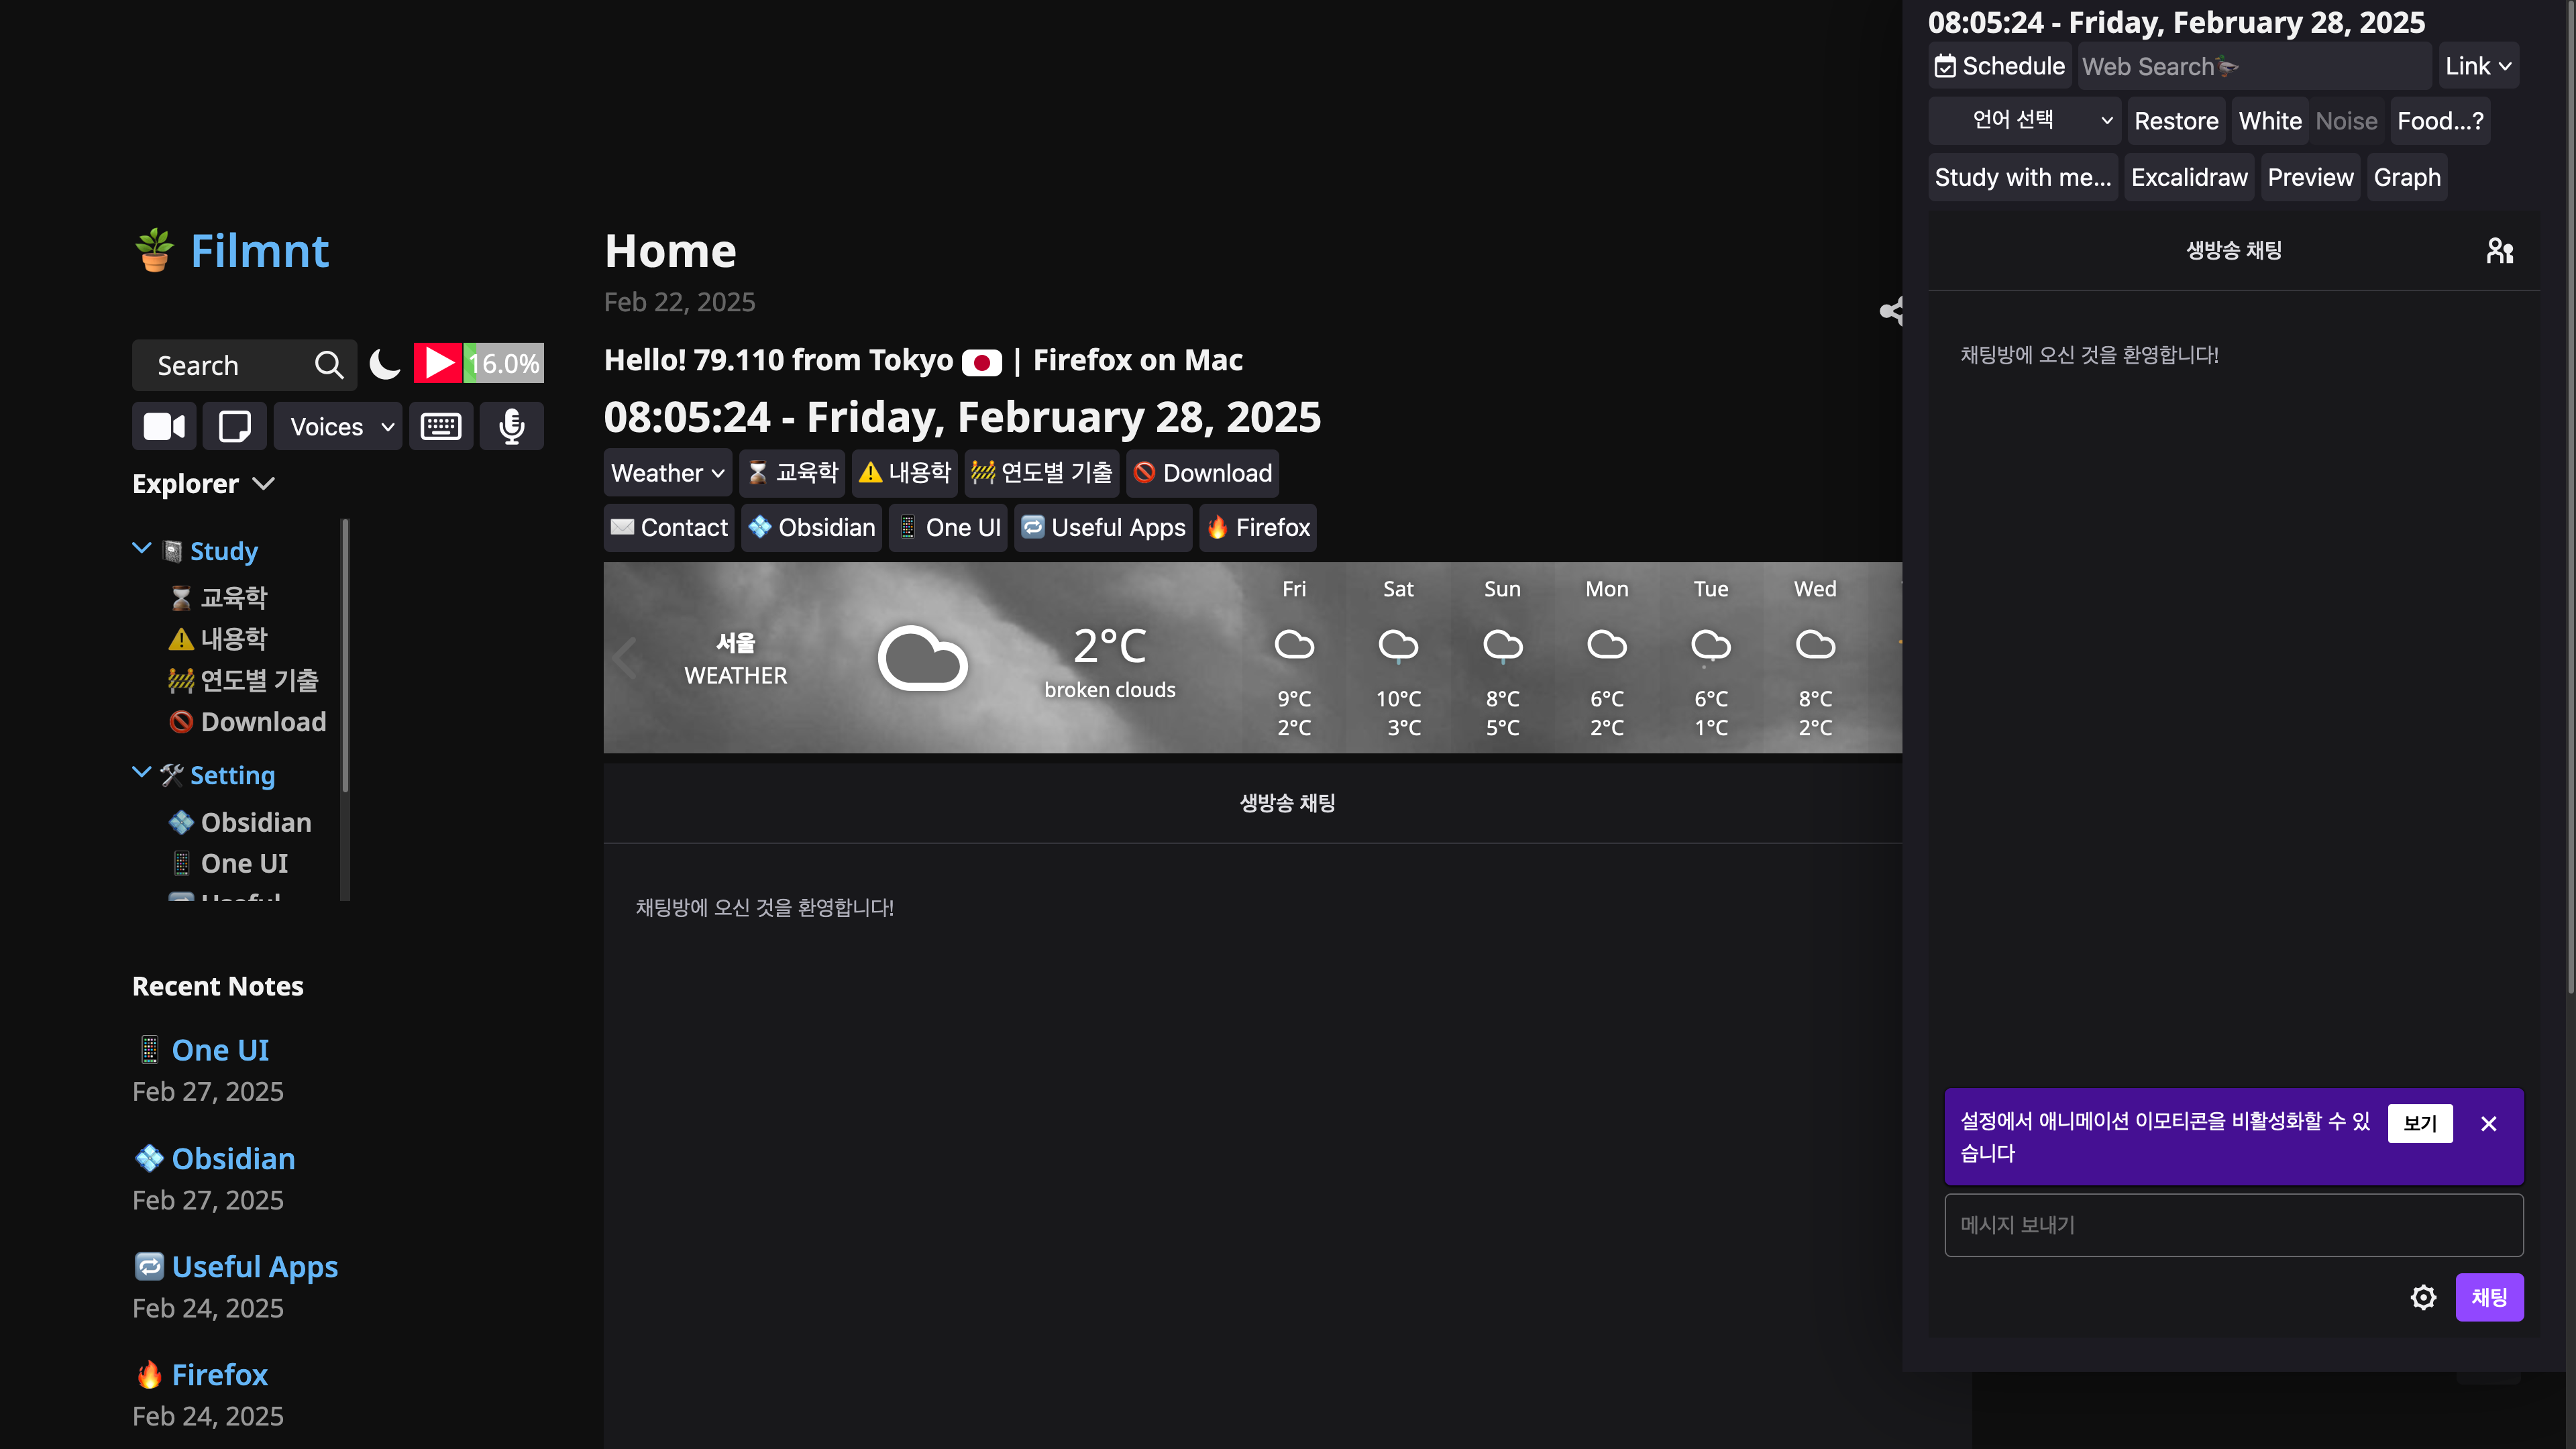 Filmnt
Search
16.0%
Voices
Explorer
Study
교육학
내용학
연도별 기출
Download
Setting
Obsidian
One UI
Recent Notes
One UI
Feb 27, 2025
Obsidian
Feb 27, 2025
Useful Apps
Feb 24, 2025
Firefox
Feb 24, 2025
Home
Feb 22, 2025
Hello! 79.110 from Tokyo | Firefox on Mac
08:05:24 - Friday, February 28, 2025
Weather 교육학 내용학 연도별 기출 Download
Contact Obsidian One UI Useful Apps Firefox
서울
WEATHER
2°C
broken clouds
Fri Sat Sun Mon Tue Wed
9°C 10°C 8°C 6°C 6°C 8°C
2°C 3°C 5°C 2°C 1°C 2°C
생방송 채팅
채팅방에 오신 것을 환영합니다!
08:05:24 - Friday, February 28, 2025
Schedule Web Search Link
언어 선택 Restore White Noise Food...?
Study with me... Excalidraw Preview Graph
생방송 채팅
채팅방에 오신 것을 환영합니다!
설정에서 애니메이션 이모티콘을 비활성화할 수 있
습니다
보기
메시지 보내기
채팅